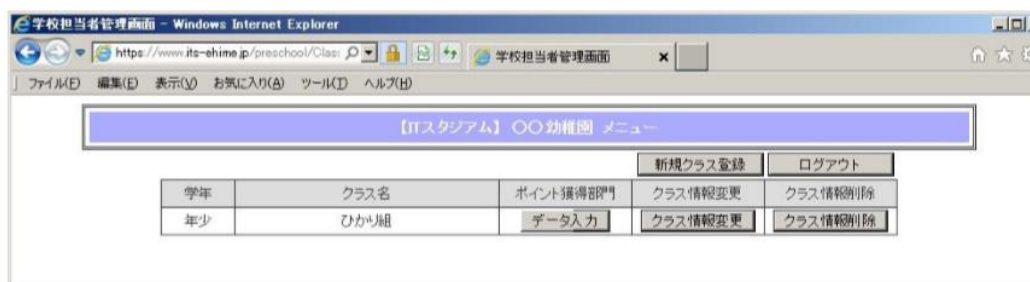 学校担当者管理画面 - Windows Internet Explorer
https://www.its-ehime.jp/preschool/Clas
学校担当者管理画面
ファイル(F) 編集(E) 表示(V) お気に入り(A) ツール(T) ヘルプ(H)
【ITスタジアム】 〇〇幼稚園 メニュー
新規クラス登録 ログアウト
学年 クラス名 ポイント獲得部門 クラス情報変更 クラス情報削除
年少 ひかり組 データ入力 クラス情報変更 クラス情報削除